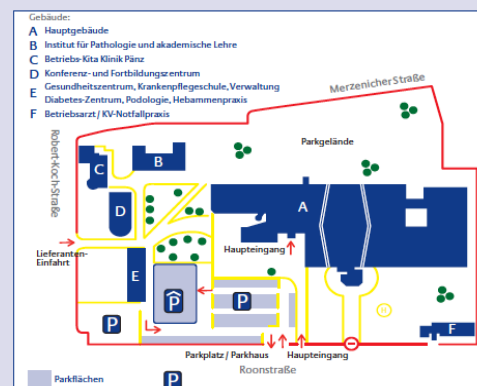 Gebäude:
A Hauptgebäude
B Institut für Pathologie und akademische Lehre
C Betriebs-Kita Klinik Pänz
D Konferenz- und Fortbildungszentrum
E Gesundheitszentrum, Krankenpflegeschule, Verwaltung
Diabetes-Zentrum, Podologie, Hebammenpraxis
F Betriebsarzt / KV-Notfallpraxis
Merzenicher Straße
Robert-Koch-Straße
Parkgelände
C
B
A
D
Haupteingang
Lieferanten-
Einfahrt
E
P
P
H
P
F
Parkplatz / Parkhaus
Haupteingang
Roonstraße
Parkflächen
P